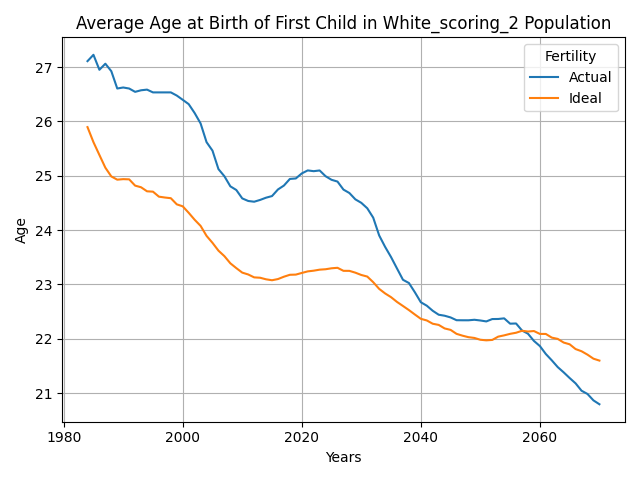 Average Age at Birth of First Child in White_scoring_2 Population
Fertility
Actual
Ideal
Age
27
26
25
24
23
22
21
1980
2000
2020
2040
2060
Years